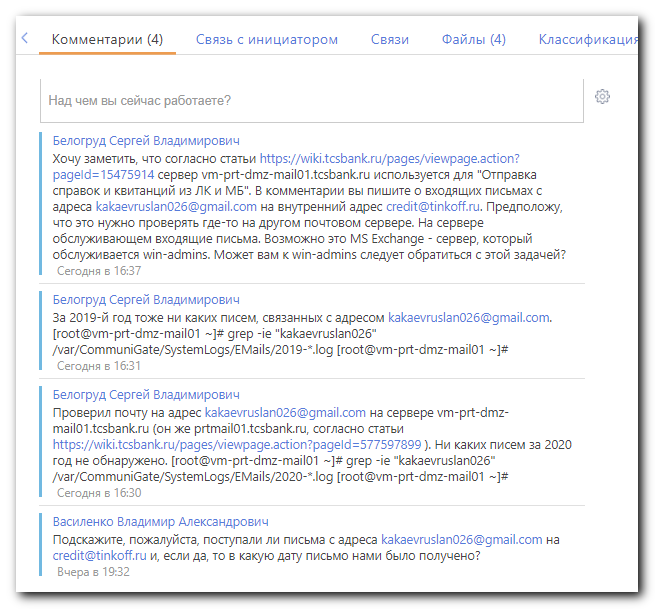 Комментарии (4) Связь с инициатором Связи Файлы (4) Классификация
Над чем вы сейчас работаете?
Белогруд Сергей Владимирович
Хочу заметить, что согласно статьи https://wiki.tcsbank.ru/pages/viewpage.action?
pageId=15475914 сервер vm-prt-dmz-mail01.tcsbank.ru используется для "Отправка
справок и квитанций из ЛК и МБ". В комментарии вы пишите о входящих письмах с
адреса kakaevruslan026@gmail.com на внутренний адрес credit@tinkoff.ru. Предположу,
что это нужно проверять где-то на другом почтовом сервере. На сервере
обслуживающем входящие письма. Возможно это MS Exchange - сервер, который
обслуживается win-admins. Может вам к win-admins следует обратиться с этой задачей?
Сегодня в 16:37
Белогруд Сергей Владимирович
За 2019-й год тоже ни каких писем, связанных с адресом kakaevruslan026@gmail.com.
[root@vm-prt-dmz-mail01 ~]# grep -ie "kakaevruslan026"
/var/CommuniGate/SystemLogs/EMails/2019-*.log [root@vm-prt-dmz-mail01 ~]#
Сегодня в 16:31
Белогруд Сергей Владимирович
Проверил почту на адрес kakaevruslan026@gmail.com на сервере vm-prt-dmz-
mail01.tcsbank.ru (он же prtmail01.tcsbank.ru, согласно статьи
https://wiki.tcsbank.ru/pages/viewpage.action?pageId=577597899 ). Ни каких писем за 2020
год не обнаружено. [root@vm-prt-dmz-mail01 ~]# grep -ie "kakaevruslan026"
/var/CommuniGate/SystemLogs/EMails/2020-*.log [root@vm-prt-dmz-mail01 ~]#
Сегодня в 16:30
Василенко Владимир Александрович
Подскажите, пожалуйста, поступали ли письма с адреса kakaevruslan026@gmail.com на
credit@tinkoff.ru и, если да, то в какую дату письмо нами было получено?
Вчера в 19:32